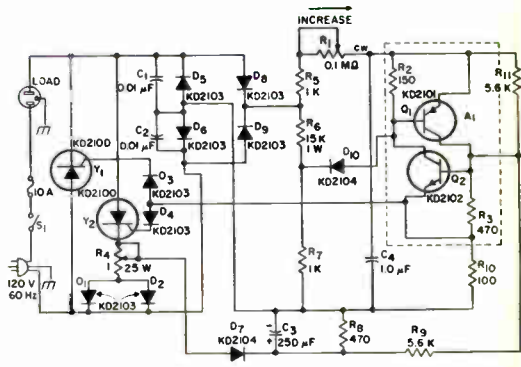 INCREASE
R1
CW
0.1 MΩ
LOAD
C1
0.01 µF
D5
KD2103
D8
KD2103
R5
1 K
R2
150
KD2101
Q1
A1
R11
5.6 K
C2
0.01 µF
D6
KD2103
D9
KD2103
R6
15K
1 W
D10
KD2104
Q2
KD2102
KD2100
Y1
KD2100
D3
KD2103
D4
KD2103
10A
Y2
R3
470
S1
R4
1
25 W
R7
1K
C4
1.0 µF
R10
100
120 V
60 Hz
D1
D2
KD2103
D7
KD2104
C3
250 µF
R8
470
R9
5.6 K